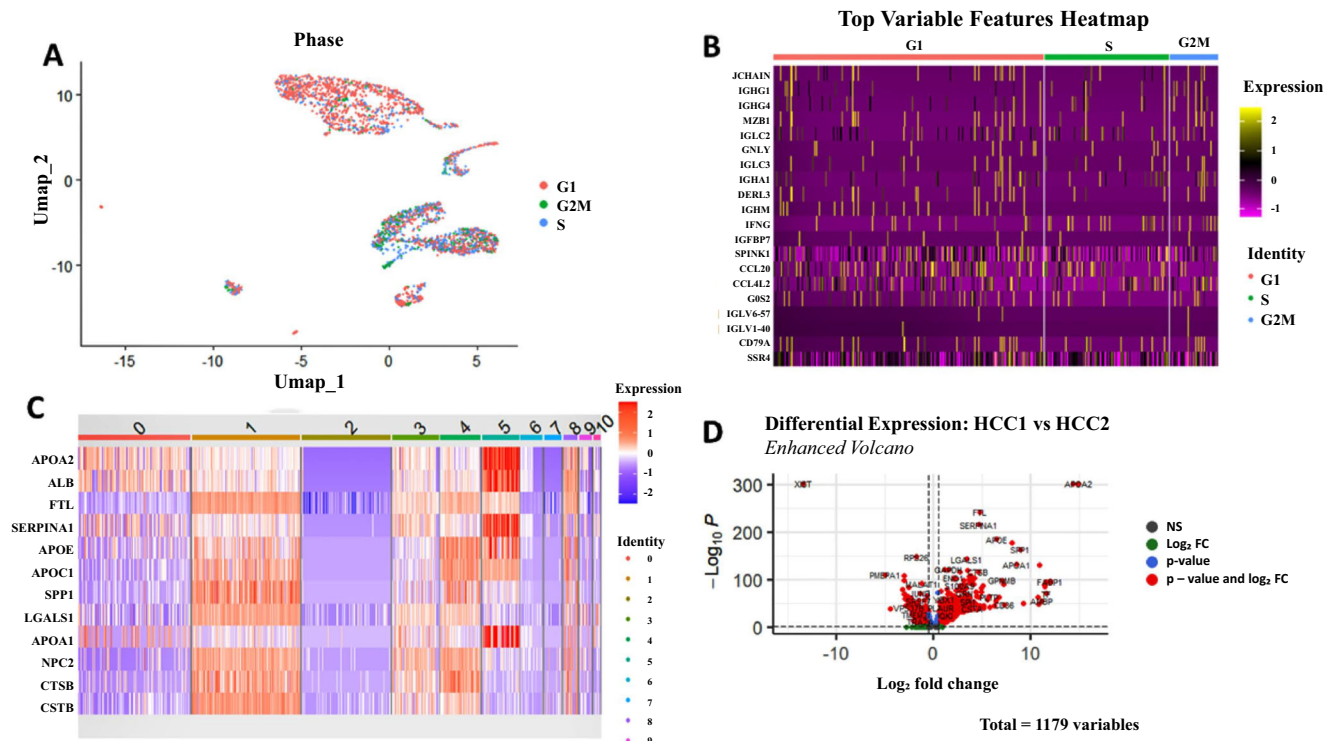 A
Phase
10
0
-10
Umap_2
-15
-10
-5
0
5
Umap_1
G1
G2M
S
B
Top Variable Features Heatmap
G1
S
G2M
JCHAIN
IGHG1
IGHG4
MZB1
IGLC2
GNLY
IGLC3
IGHA1
DERL3
IGHM
IFNG
IGFBP7
SPINK1
CCL20
CCL4L2
G0S2
IGLV6-57
IGLV1-40
CD79A
SSR4
Expression
2
1
0
-1
Identity
G1
S
G2M
C
0 1 2 3 4 5 6 7 8 9 10
APOA2
ALB
FTL
SERPINA1
APOE
APOC1
SPP1
LGALS1
APOA1
NPC2
CTSB
CSTB
Expression
2
1
0
-1
-2
Identity
0
1
2
3
4
5
6
7
8
9
D
Differential Expression: HCC1 vs HCC2
Enhanced Volcano
300
200
100
0
−Log₁₀ P
XIST
APOA2
FTL
SERPINA1
APOE
SPP1
RPS26
LGALS1
APOA1
PMEPA1
FABP1
-10
0
10
Log₂ fold change
NS
Log₂ FC
p-value
p – value and log₂ FC
Total = 1179 variables